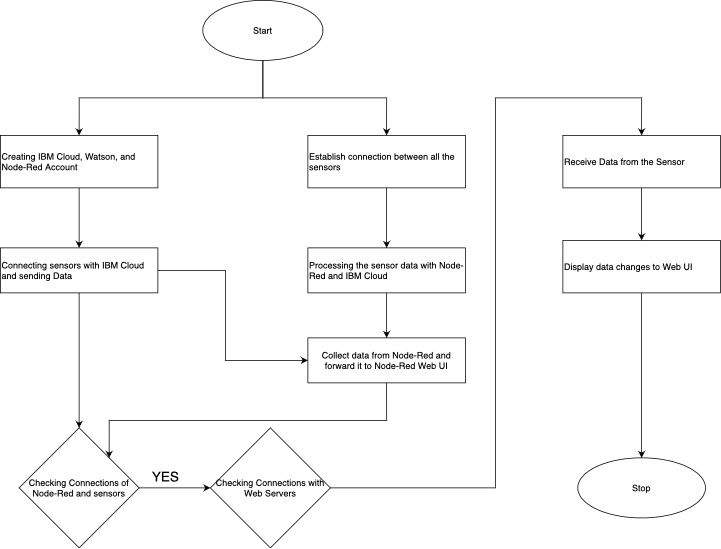 Start
Creating IBM Cloud, Watson, and
Node-Red Account
Establish connection between all the
sensors
Receive Data from the Sensor
Connecting sensors with IBM Cloud
and sending Data
Processing the sensor data with Node-
Red and IBM Cloud
Display data changes to Web UI
Collect data from Node-Red and
forward it to Node-Red Web UI
Checking Connections of
Node-Red and sensors
YES
Checking Connections with
Web Servers
Stop